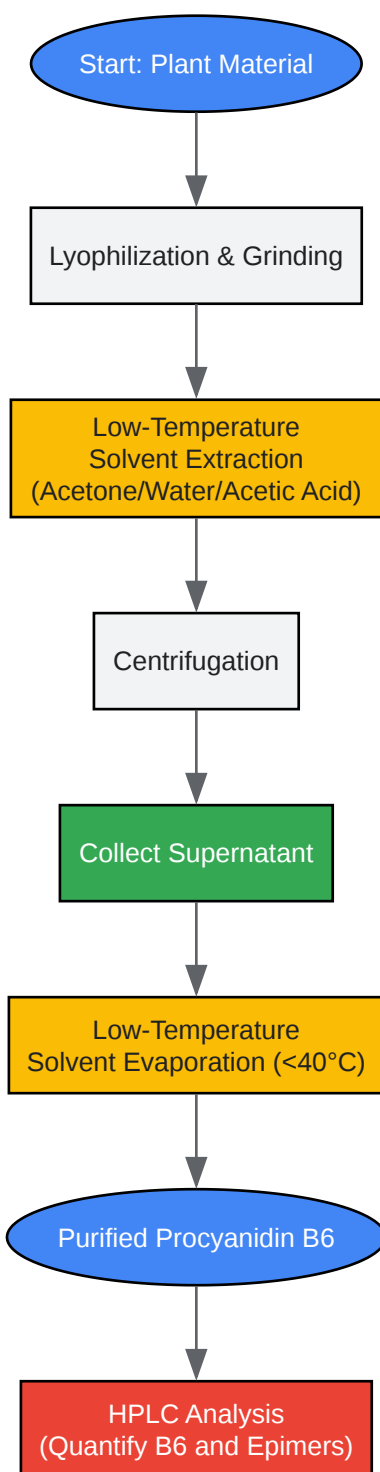 Start: Plant Material
Lyophilization & Grinding
Low-Temperature
Solvent Extraction
(Acetone/Water/Acetic Acid)
Centrifugation
Collect Supernatant
Low-Temperature
Solvent Evaporation (<40°C)
Purified Procyanidin B6
HPLC Analysis
(Quantify B6 and Epimers)